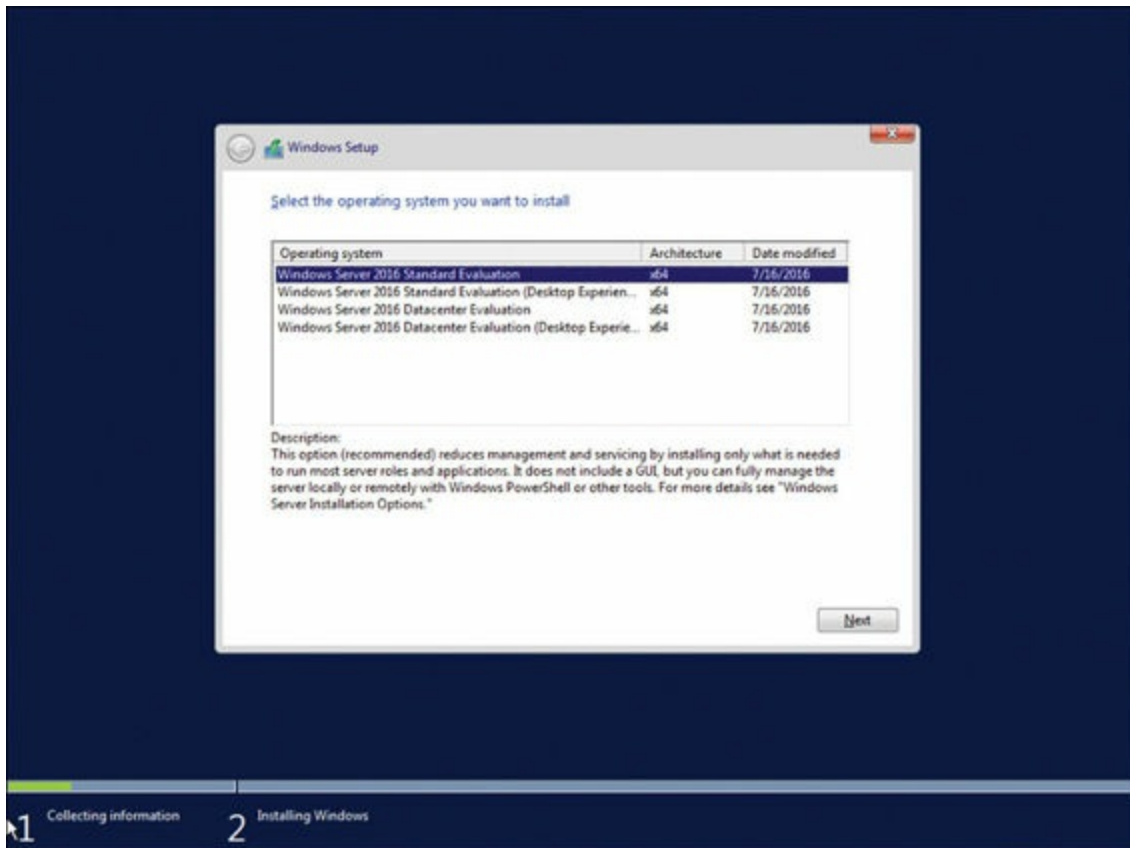 Windows Setup
Select the operating system you want to install
Operating system Architecture Date modified
Windows Server 2016 Standard Evaluation x64 7/16/2016
Windows Server 2016 Standard Evaluation (Desktop Experien... x64 7/16/2016
Windows Server 2016 Datacenter Evaluation x64 7/16/2016
Windows Server 2016 Datacenter Evaluation (Desktop Experie... x64 7/16/2016
Description:
This option (recommended) reduces management and servicing by installing only what is needed
to run most server roles and applications. It does not include a GUI, but you can fully manage the
server locally or remotely with Windows PowerShell or other tools. For more details see "Windows
Server Installation Options."
Next
1 Collecting information 2 Installing Windows